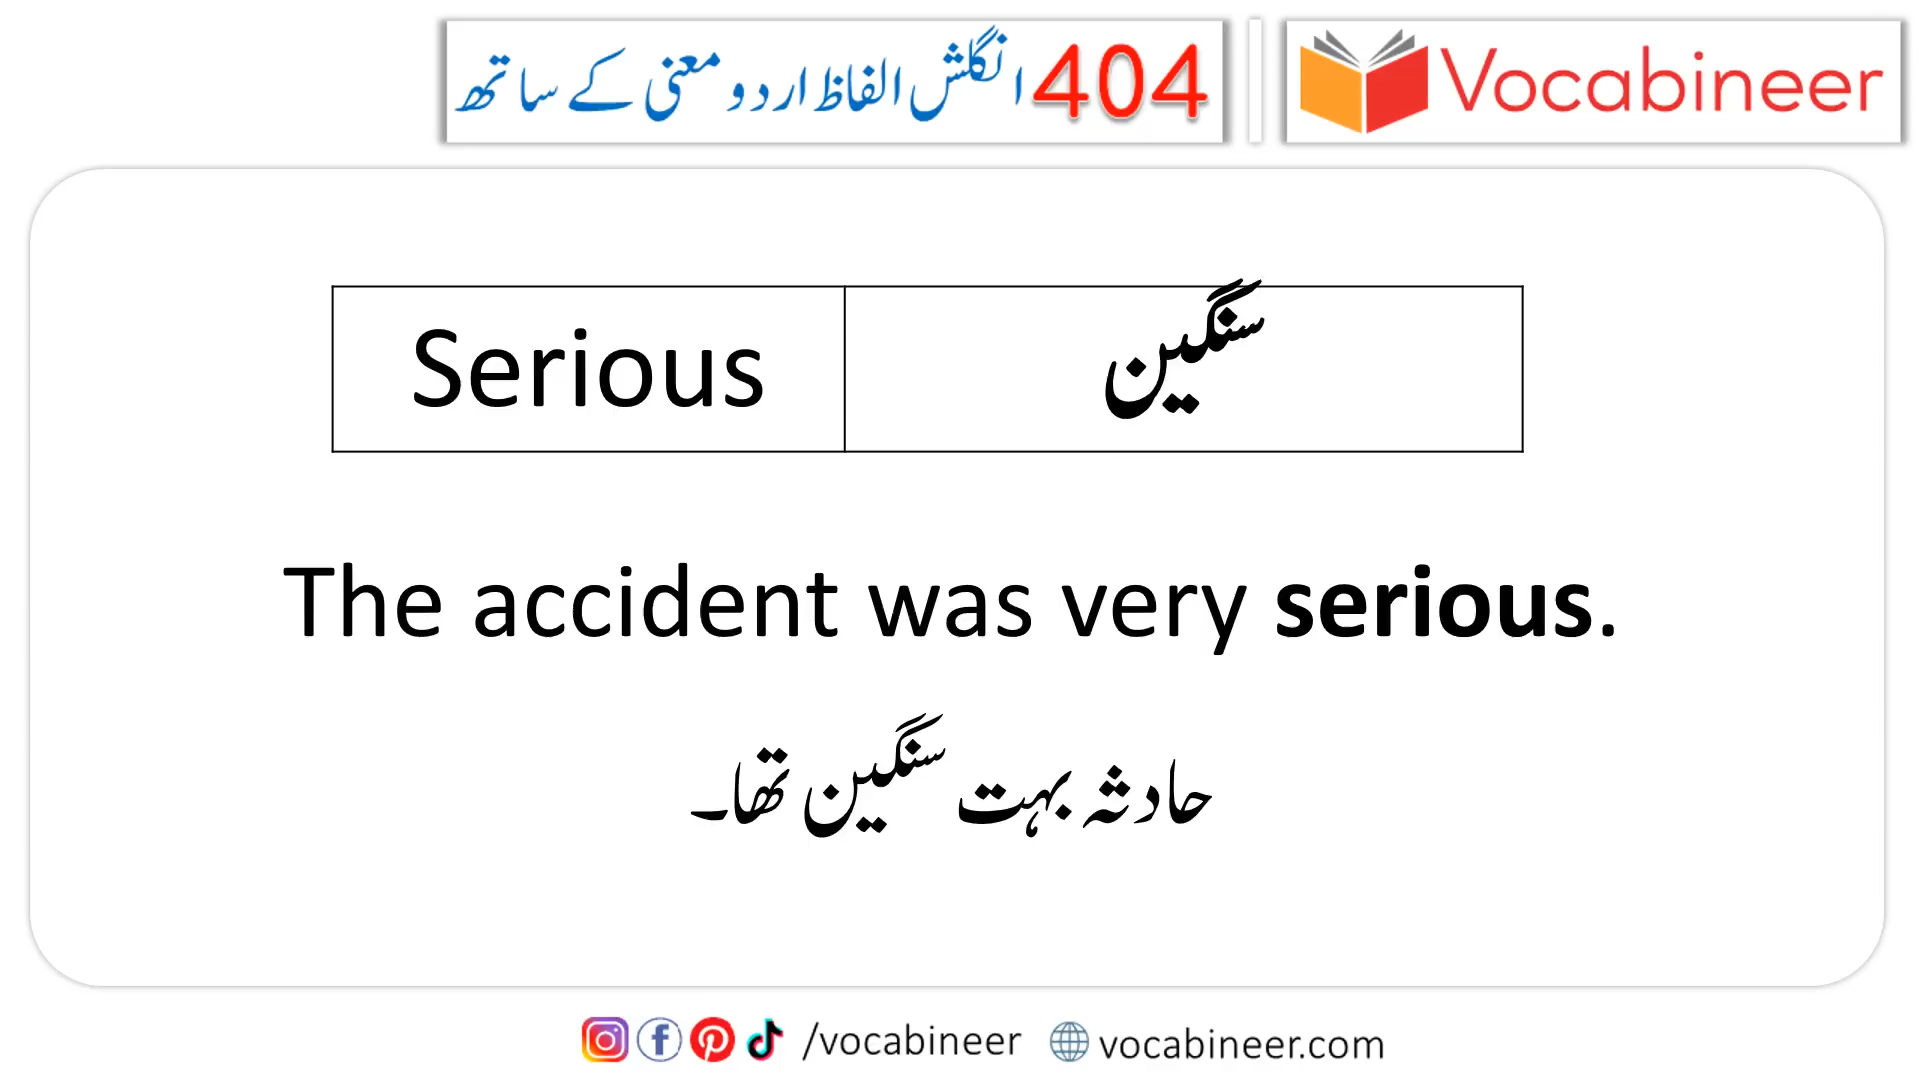 404 انگلش الفاظ اردو معنی کے ساتھ
Vocabineer
Serious
سنگین
The accident was very serious.
حادثہ بہت سنگین تھا۔
/vocabineer vocabineer.com